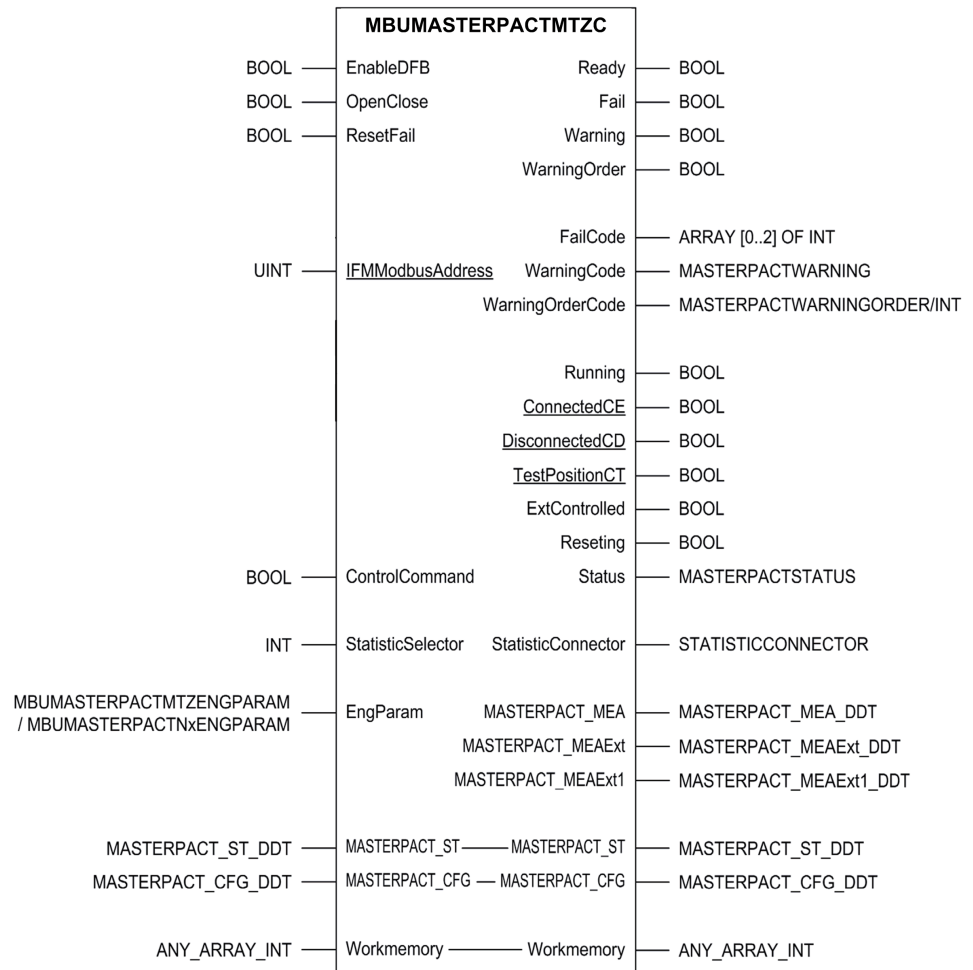 MBUMASTERPACTMTZC
BOOL EnableDFB Ready BOOL
BOOL OpenClose Fail BOOL
BOOL ResetFail Warning BOOL
WarningOrder BOOL
FailCode ARRAY [0..2] OF INT
UINT IFMModbusAddress WarningCode MASTERPACTWARNING
WarningOrderCode MASTERPACTWARNINGORDER/INT
Running BOOL
ConnectedCE BOOL
DisconnectedCD BOOL
TestPositionCT BOOL
ExtControlled BOOL
Reseting BOOL
BOOL ControlCommand Status MASTERPACTSTATUS
INT StatisticSelector StatisticConnector STATISTICCONNECTOR
MBUMASTERPACTMTZENGPARAM
/ MBUMASTERPACTNxENGPARAM
EngParam MASTERPACT_MEA MASTERPACT_MEA_DDT
MASTERPACT_MEAExt MASTERPACT_MEAExt_DDT
MASTERPACT_MEAExt1 MASTERPACT_MEAExt1_DDT
MASTERPACT_ST_DDT MASTERPACT_ST MASTERPACT_ST MASTERPACT_ST_DDT
MASTERPACT_CFG_DDT MASTERPACT_CFG MASTERPACT_CFG MASTERPACT_CFG_DDT
ANY_ARRAY_INT Workmemory Workmemory ANY_ARRAY_INT